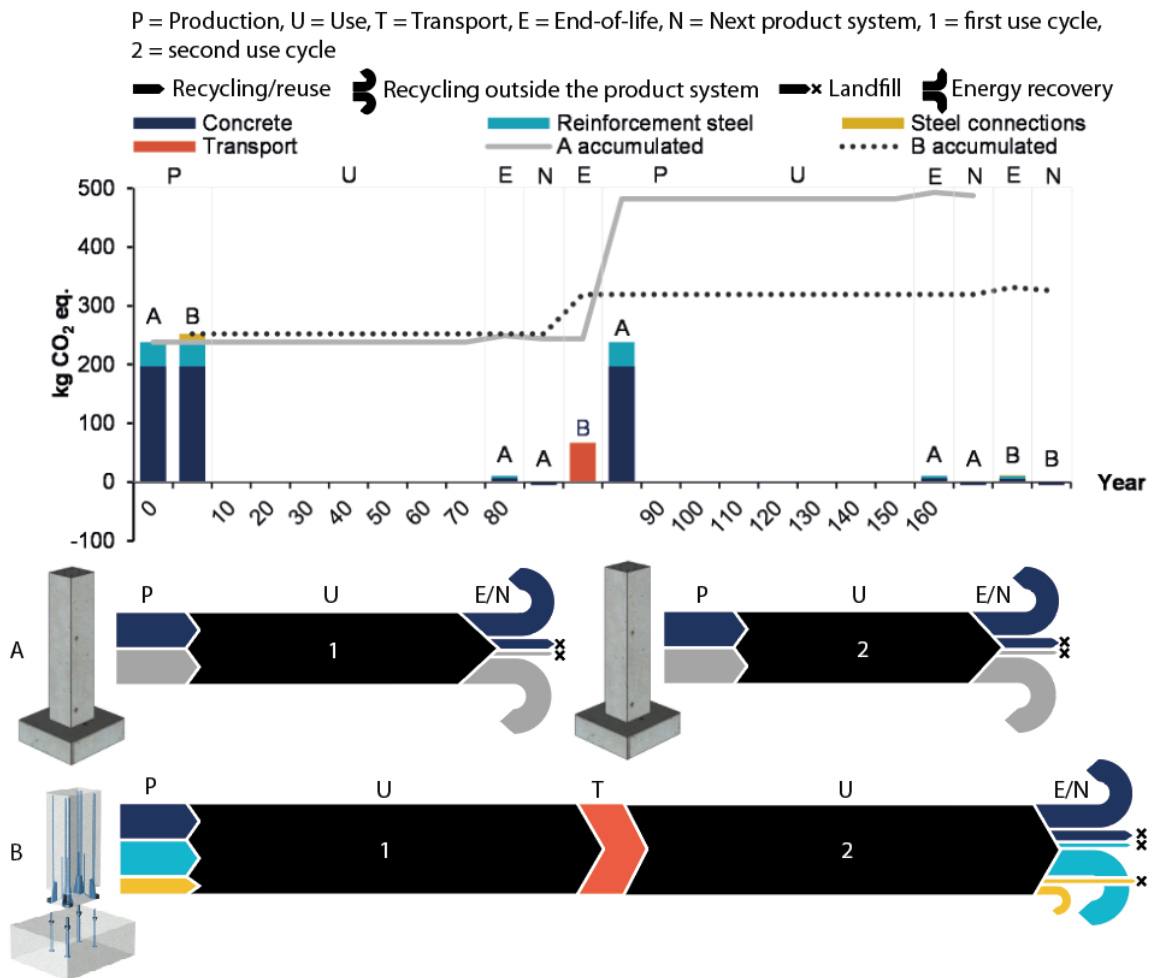 P = Production, U = Use, T = Transport, E = End-of-life, N = Next product system, 1 = first use cycle,
2 = second use cycle
Recycling/reuse Recycling outside the product system Landfill Energy recovery
Concrete Reinforcement steel Steel connections
Transport A accumulated B accumulated
P U E N E P U E N E N
500
400
300
200
100
0
-100
kg CO₂ eq.
A B A A B A A A B B
0 10 20 30 40 50 60 70 80 90 100 110 120 130 140 150 160
Year
P U E/N P U E/N
A 1 2
P U T U E/N
B 1 2